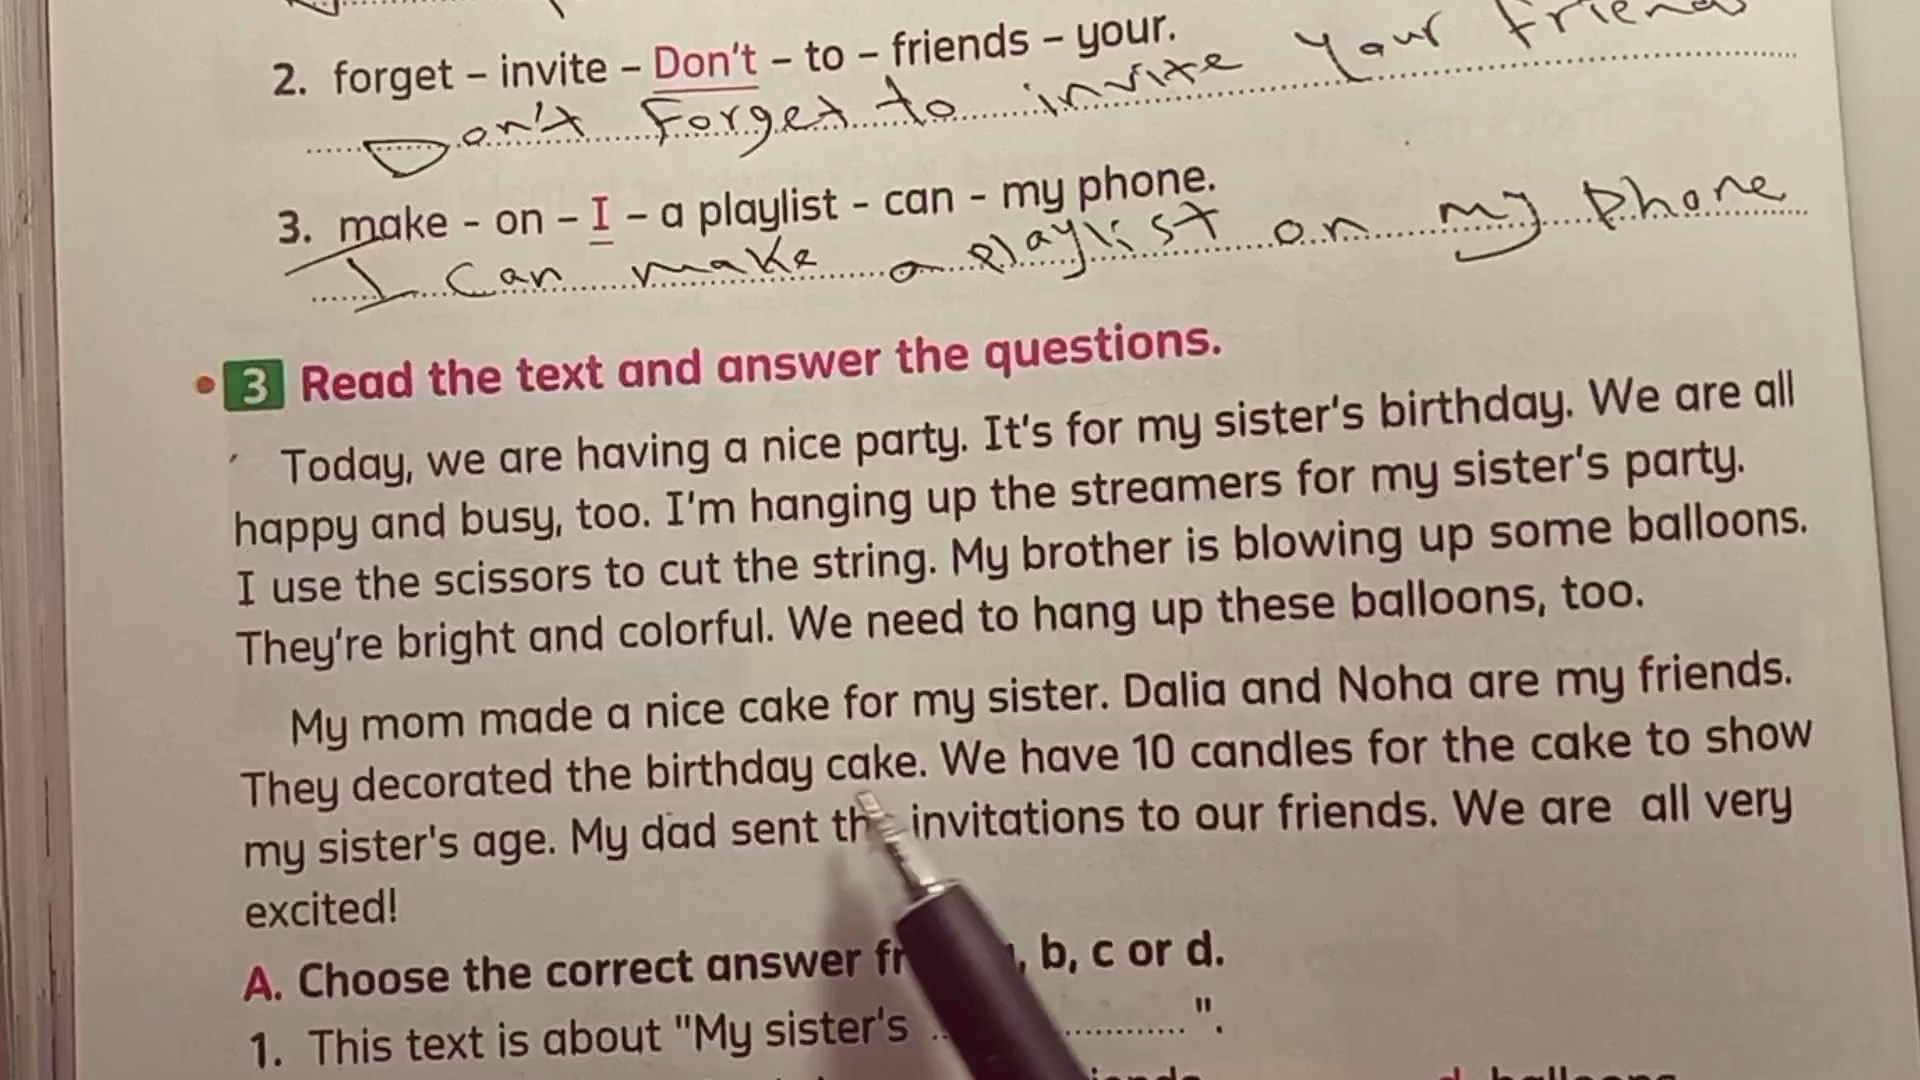 2. forget – invite – Don't – to – friends – your.
Don't Forget to invite your friend
3. make - on – I – a playlist - can - my phone.
I can make a playlist on my phone
3 Read the text and answer the questions.
Today, we are having a nice party. It's for my sister's birthday. We are all
happy and busy, too. I'm hanging up the streamers for my sister's party.
I use the scissors to cut the string. My brother is blowing up some balloons.
They're bright and colorful. We need to hang up these balloons, too.
My mom made a nice cake for my sister. Dalia and Noha are my friends.
They decorated the birthday cake. We have 10 candles for the cake to show
my sister's age. My dad sent the invitations to our friends. We are all very
excited!
A. Choose the correct answer b, c or d.
1. This text is about "My sister's ............".
d. balloons